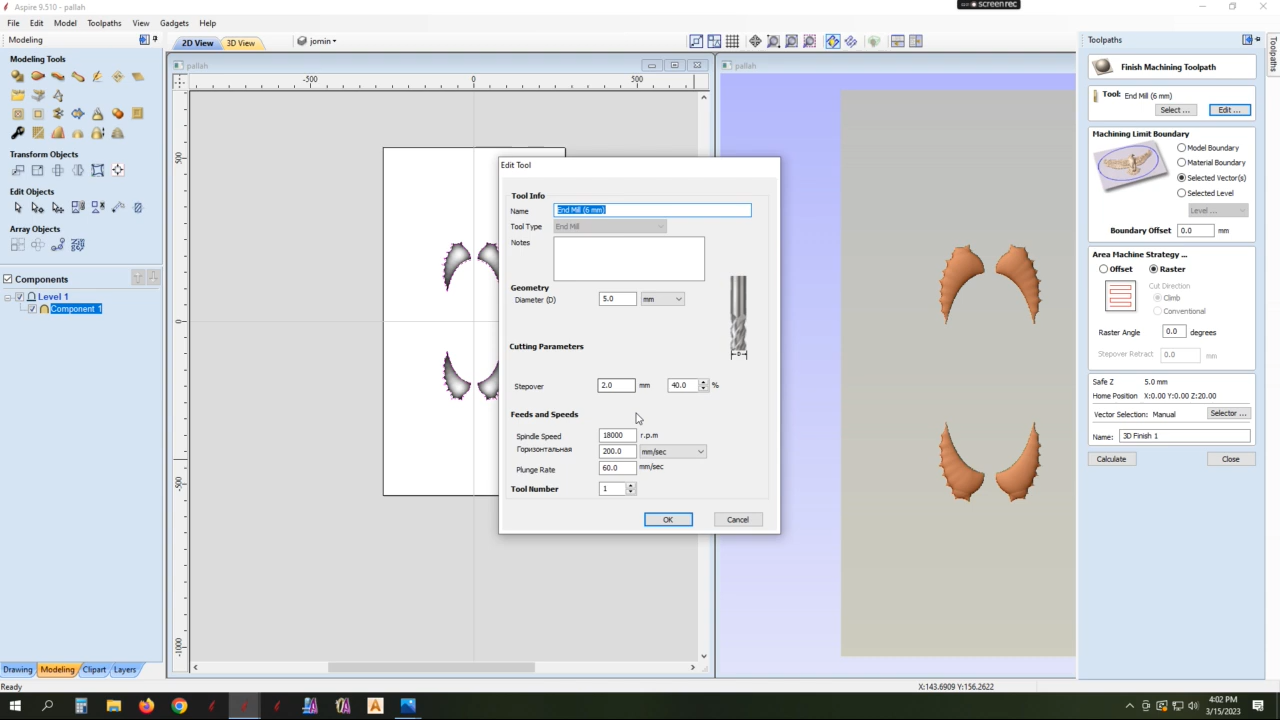 Aspire 9.510 - pallah
screenrec
File Edit Model Toolpaths View Gadgets Help
Modeling
2D View 3D View
jomin
Toolpaths
Modeling Tools
Transform Objects
Edit Objects
Array Objects
Components
Level 1
Component 1
pallah
-500 0 500
500
0
-500
-1000
pallah
Edit Tool
Tool Info
Name End Mill (6 mm)
Tool Type End Mill
Notes
Geometry
Diameter (D) 5.0 mm
D
Cutting Parameters
Stepover 2.0 mm 40.0 %
Feeds and Speeds
Spindle Speed 18000 r.p.m
Горизонтальная 200.0 mm/sec
Plunge Rate 60.0 mm/sec
Tool Number 1
OK Cancel
Toolpaths
Finish Machining Toolpath
Tool: End Mill (6 mm)
Select ... Edit ...
Machining Limit Boundary
Model Boundary
Material Boundary
Selected Vector(s)
Selected Level
Level ...
Boundary Offset 0.0 mm
Area Machine Strategy ...
Offset Raster
Cut Direction
Climb
Conventional
Raster Angle 0.0 degrees
Stepover Retract 0.0 mm
Safe Z 5.0 mm
Home Position X:0.00 Y:0.00 Z:20.00
Vector Selection: Manual Selector ...
Name: 3D Finish 1
Calculate Close
Drawing Modeling Clipart Layers
Ready
X:143.6909 Y:156.2622
4:02 PM
3/15/2023